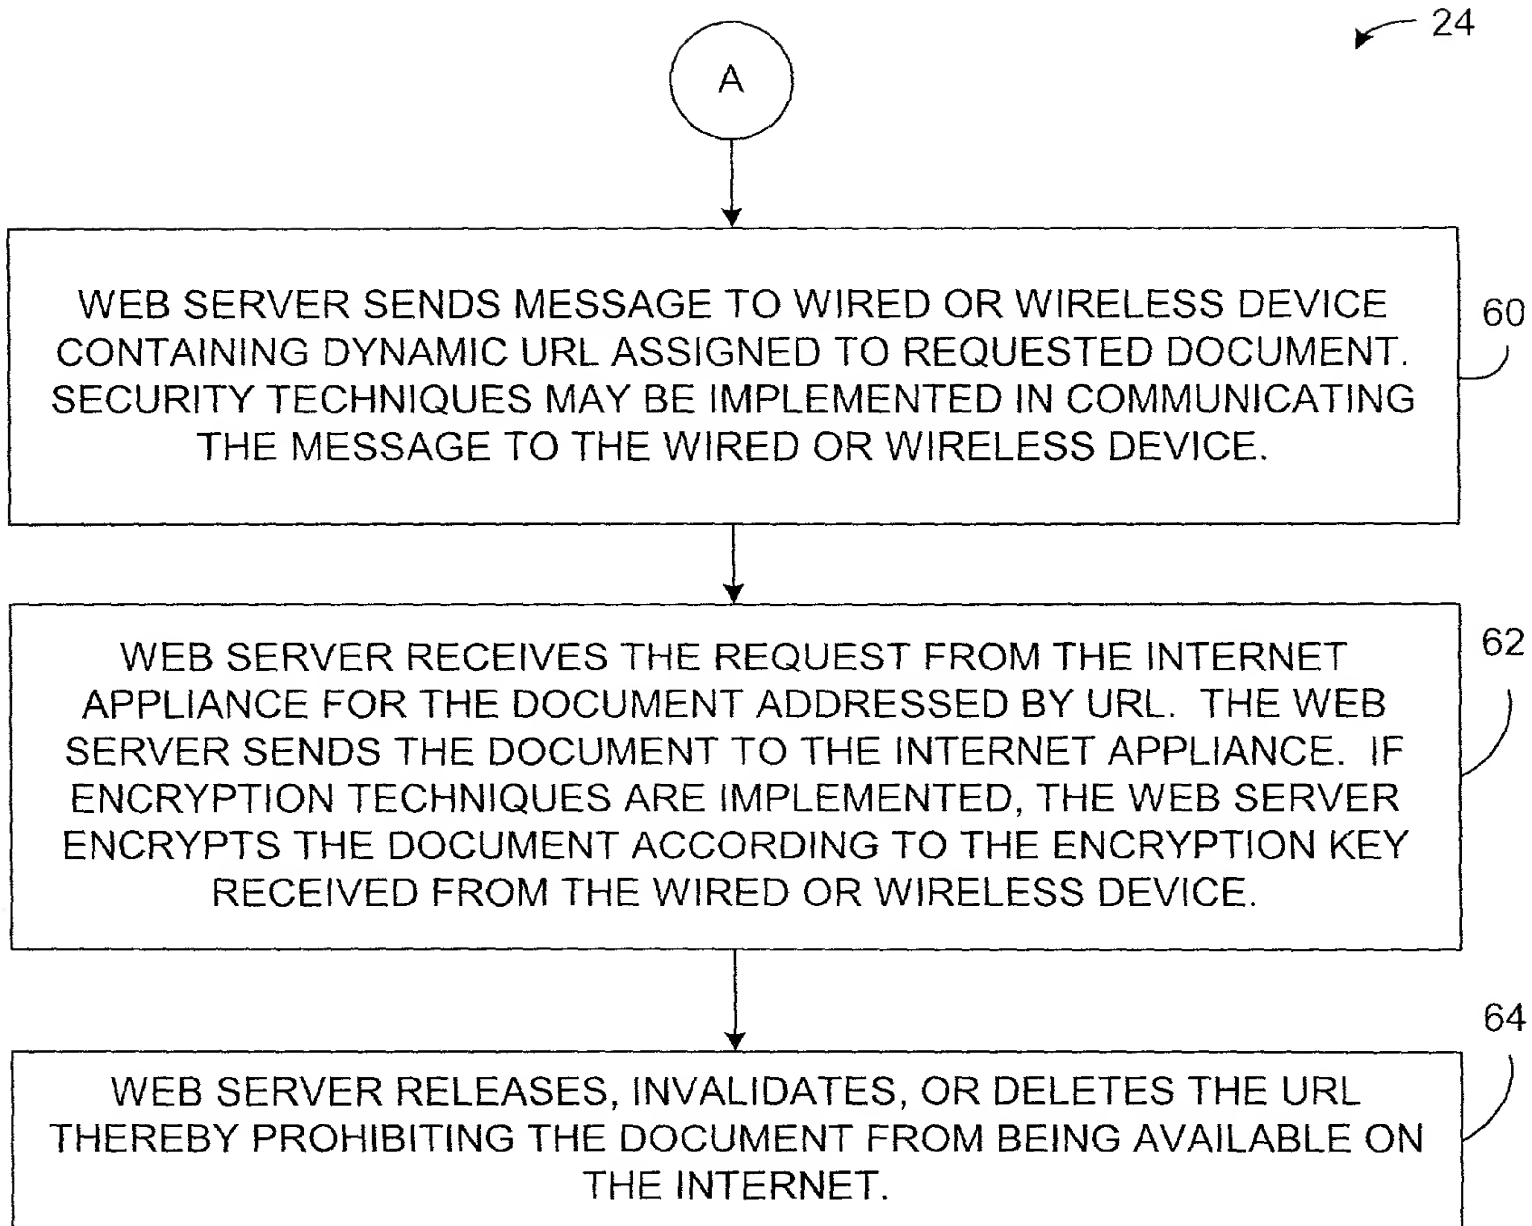 24
A
WEB SERVER SENDS MESSAGE TO WIRED OR WIRELESS DEVICE
CONTAINING DYNAMIC URL ASSIGNED TO REQUESTED DOCUMENT.
SECURITY TECHNIQUES MAY BE IMPLEMENTED IN COMMUNICATING
THE MESSAGE TO THE WIRED OR WIRELESS DEVICE.
60
WEB SERVER RECEIVES THE REQUEST FROM THE INTERNET
APPLIANCE FOR THE DOCUMENT ADDRESSED BY URL. THE WEB
SERVER SENDS THE DOCUMENT TO THE INTERNET APPLIANCE. IF
ENCRYPTION TECHNIQUES ARE IMPLEMENTED, THE WEB SERVER
ENCRYPTS THE DOCUMENT ACCORDING TO THE ENCRYPTION KEY
RECEIVED FROM THE WIRED OR WIRELESS DEVICE.
62
WEB SERVER RELEASES, INVALIDATES, OR DELETES THE URL
THEREBY PROHIBITING THE DOCUMENT FROM BEING AVAILABLE ON
THE INTERNET.
64